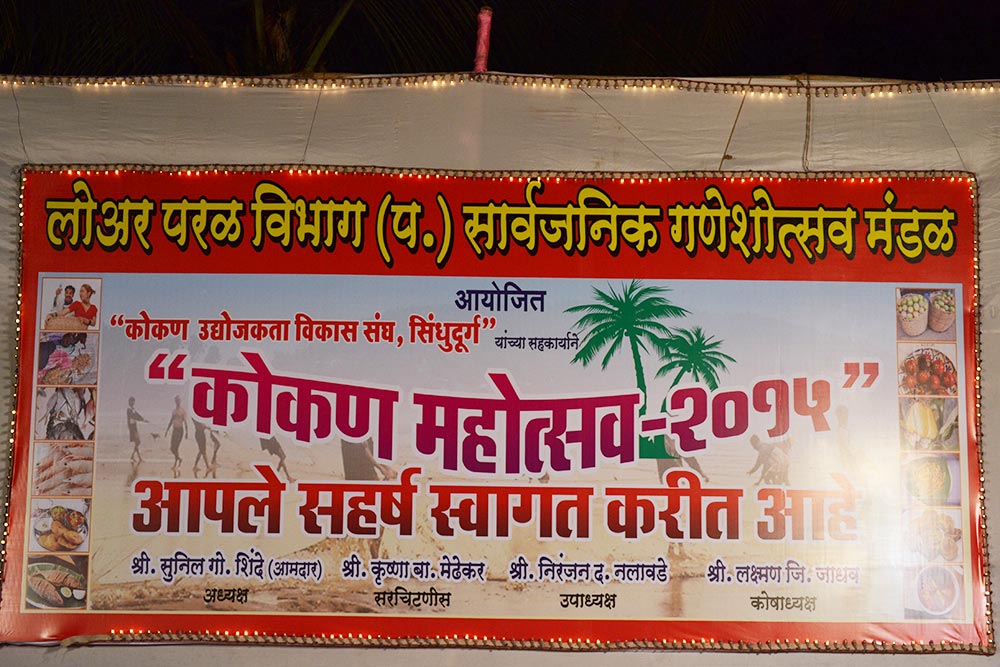 लोअर परळ विभाग (प.) सार्वजनिक गणेशोत्सव मंडळ
आयोजित
“कोकण उद्योजकता विकास संघ, सिंधुदूर्ग” यांच्या सहकार्याने
“कोकण महोत्सव-२०१५”
आपले सहर्ष स्वागत करीत आहे
श्री. सुनिल गो. शिंदे (आमदार) श्री. कृष्णा बा. मेढेकर श्री. निरंजन द. नलावडे श्री. लक्ष्मण जि. जाधव
अध्यक्ष सरचिटणीस उपाध्यक्ष कोषाध्यक्ष